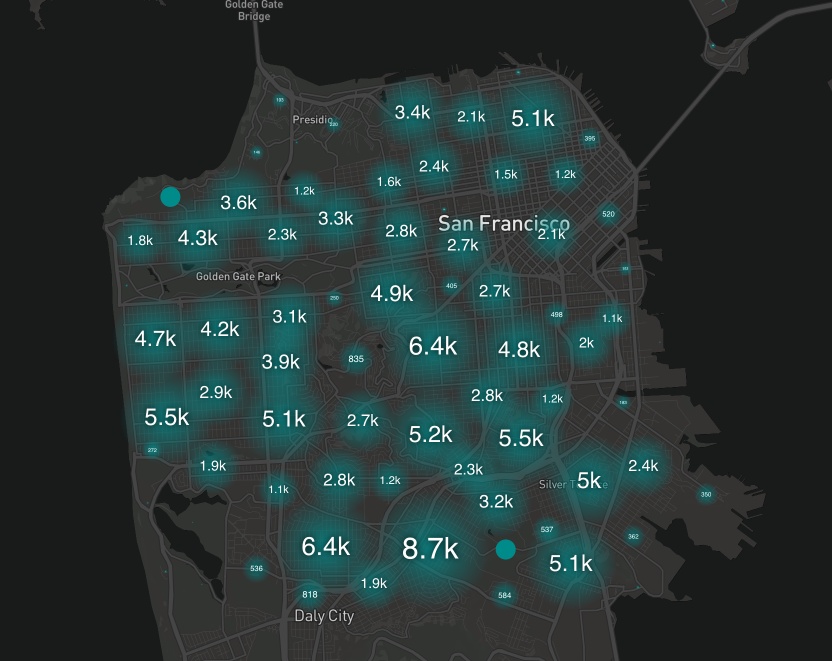 Golden Gate
Bridge
3.4k
2.1k
5.1k
Presidio
220
395
2.4k
1.6k
1.5k
1.2k
1.2k
3.6k
3.3k
520
San Francisco
1.8k
4.3k
2.3k
2.8k
2.7k
2.1k
Golden Gate Park
405
4.9k
2.7k
250
3.1k
498
1.1k
4.7k
4.2k
6.4k
4.8k
2k
3.9k
835
2.9k
2.8k
1.2k
5.5k
5.1k
2.7k
5.2k
5.5k
272
1.9k
2.3k
2.4k
1.1k
2.8k
1.2k
Silver
5k
350
3.2k
537
362
6.4k
8.7k
5.1k
536
1.9k
818
584
Daly City